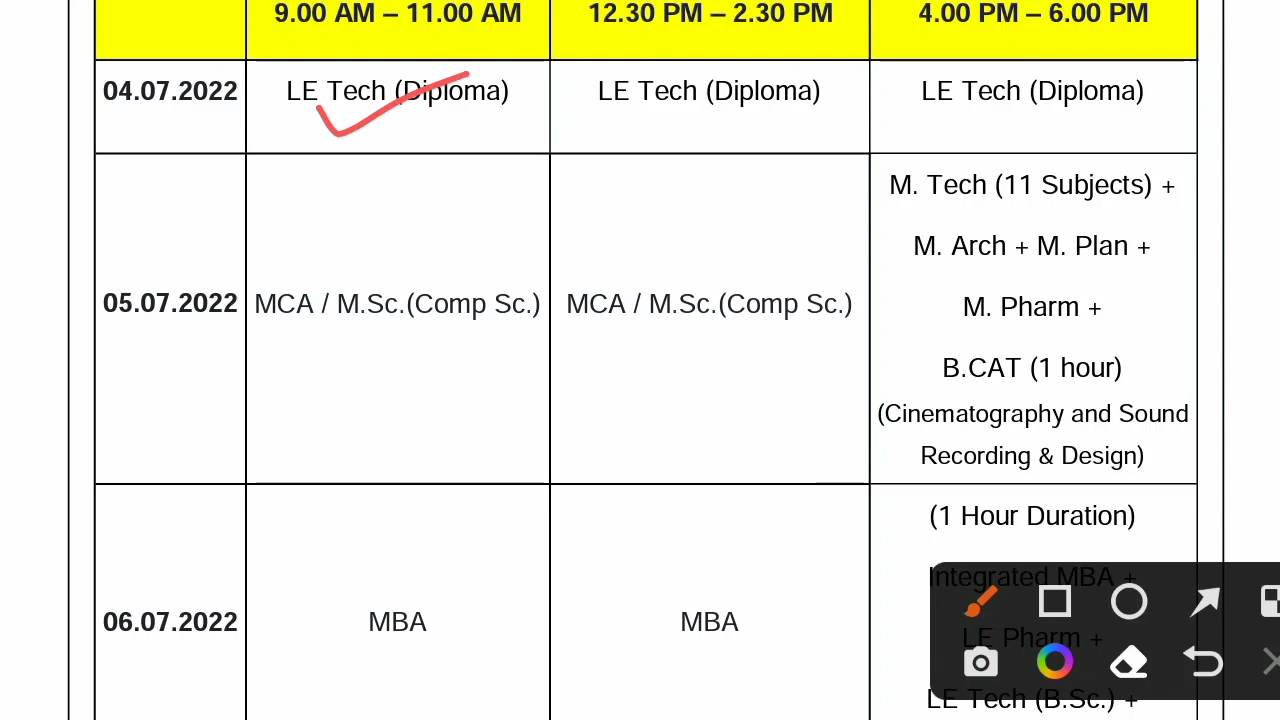 9.00 AM – 11.00 AM
12.30 PM – 2.30 PM
4.00 PM – 6.00 PM
04.07.2022
LE Tech (Diploma)
LE Tech (Diploma)
LE Tech (Diploma)
05.07.2022
MCA / M.Sc.(Comp Sc.)
MCA / M.Sc.(Comp Sc.)
M. Tech (11 Subjects) +
M. Arch + M. Plan +
M. Pharm +
B.CAT (1 hour)
(Cinematography and Sound
Recording & Design)
06.07.2022
MBA
MBA
(1 Hour Duration)
Integrated MBA +
LE Pharm +
LE Tech (B.Sc.) +